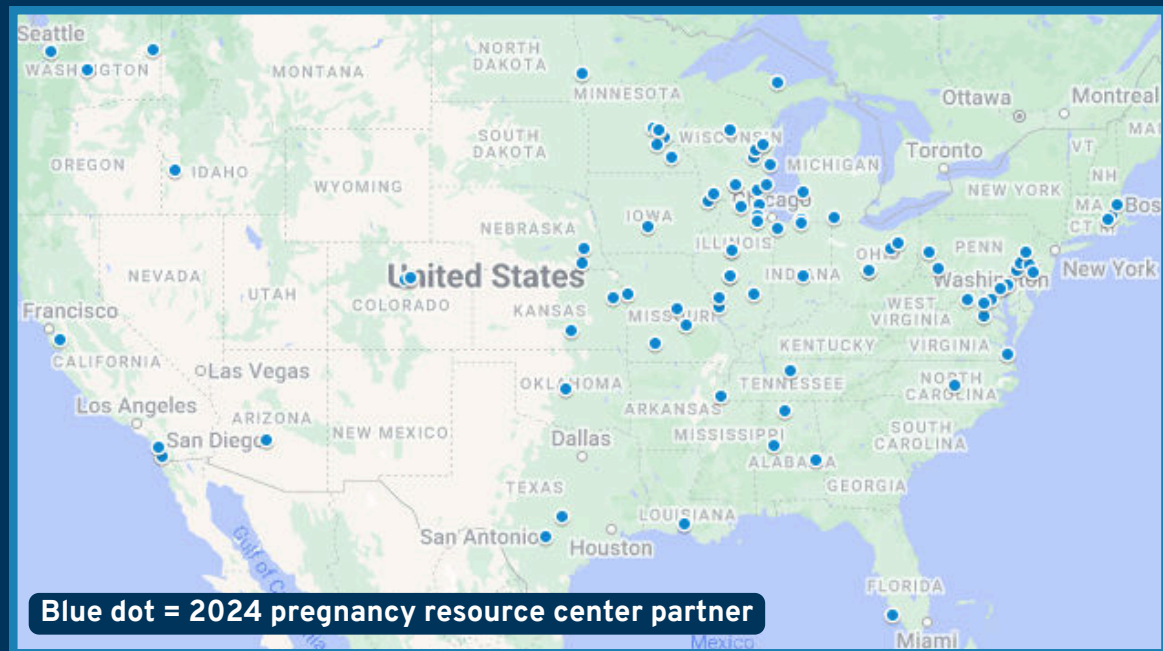 Seattle
WASHINGTON
MONTANA
NORTH
DAKOTA
MINNESOTA
Ottawa
Montreal
OREGON
IDAHO
SOUTH
DAKOTA
WISCONSIN
MICHIGAN
Toronto
VT
NH
WYOMING
NEW YORK
MA
CT RI
Bos
IOWA
Chicago
NEBRASKA
ILLINOIS
INDIANA
OHIO
PENN
New York
NEVADA
UTAH
United States
COLORADO
KANSAS
MISSOURI
WEST
VIRGINIA
Washington
Francisco
CALIFORNIA
Las Vegas
KENTUCKY
VIRGINIA
OKLAHOMA
TENNESSEE
NORTH
CAROLINA
Los Angeles
ARIZONA
NEW MEXICO
ARKANSAS
San Diego
Dallas
MISSISSIPPI
SOUTH
CAROLINA
ALABAMA
TEXAS
GEORGIA
LOUISIANA
San Antonio
Houston
Gulf of
FLORIDA
Miami
Mexico
Blue dot = 2024 pregnancy resource center partner